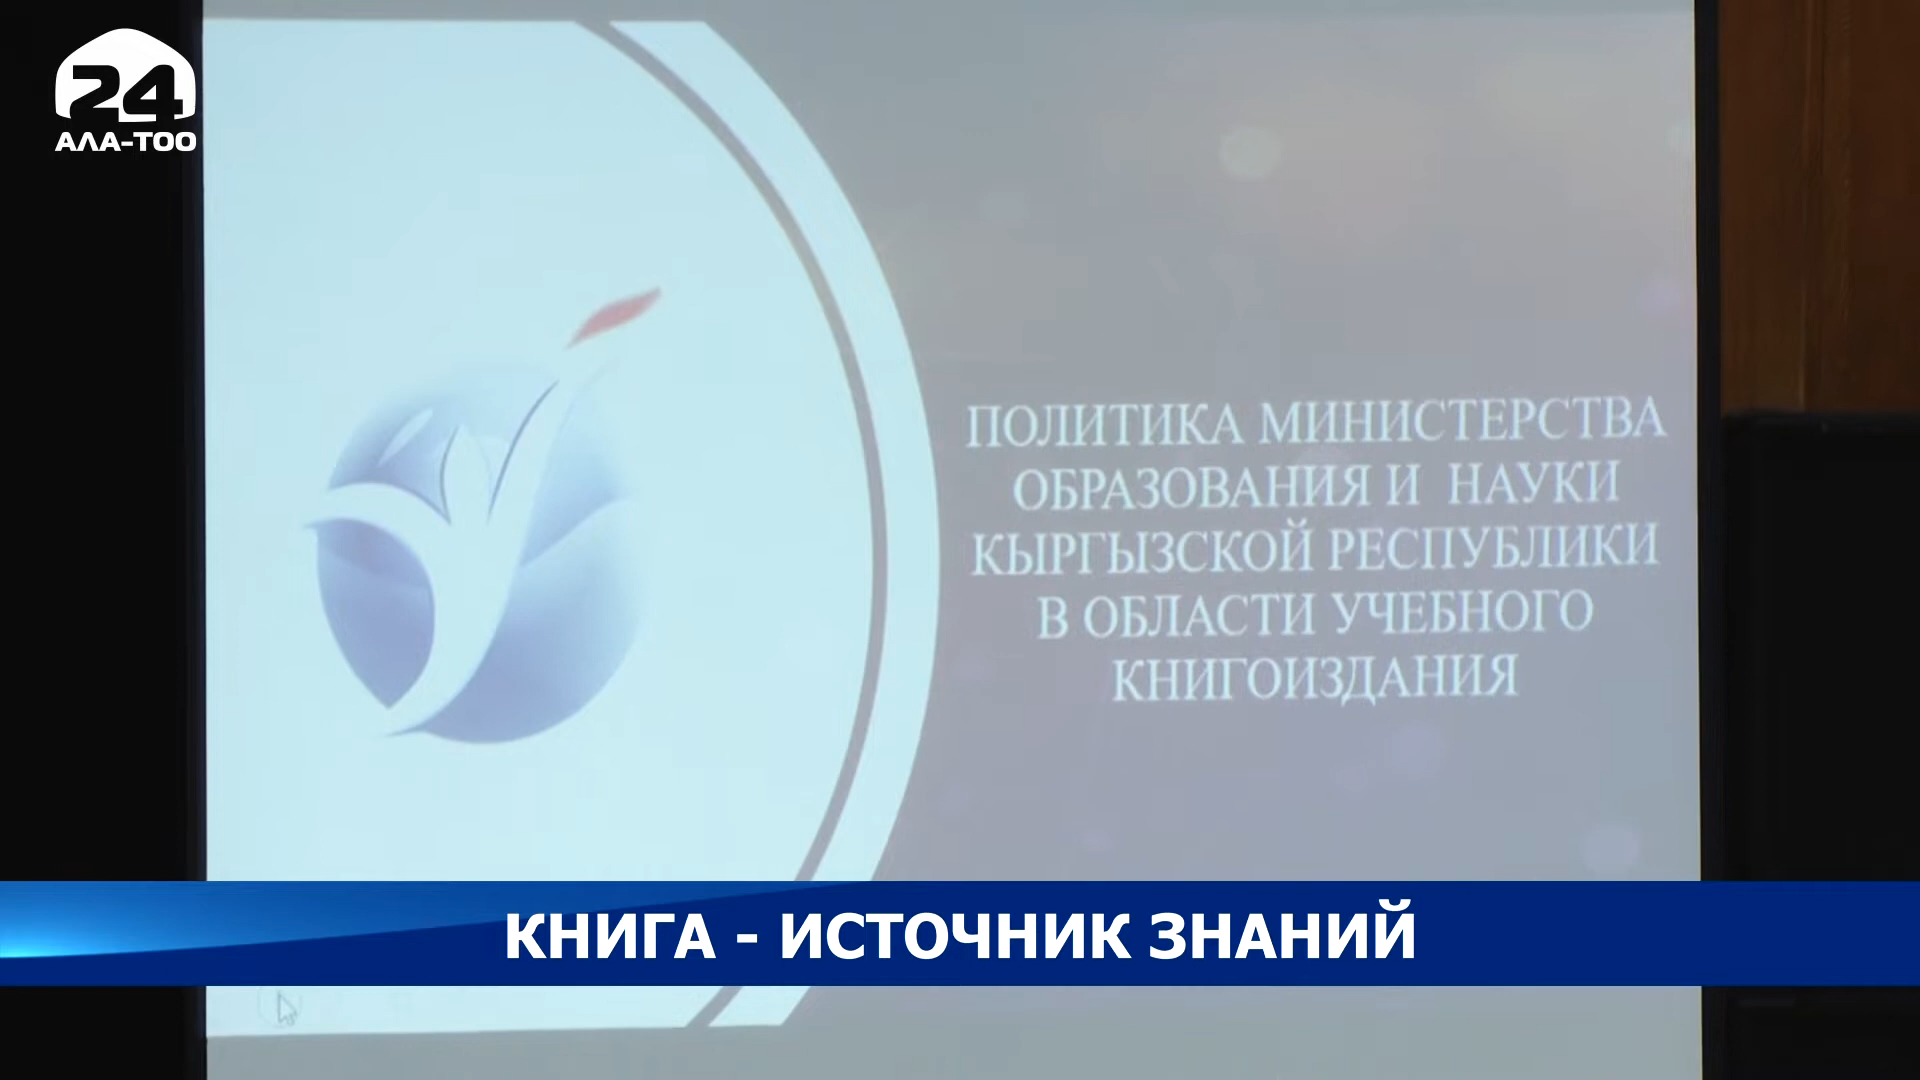 24
АЛА-ТОО
ПОЛИТИКА МИНИСТЕРСТВА
ОБРАЗОВАНИЯ И НАУКИ
КЫРГЫЗСКОЙ РЕСПУБЛИКИ
В ОБЛАСТИ УЧЕБНОГО
КНИГОИЗДАНИЯ
КНИГА - ИСТОЧНИК ЗНАНИЙ